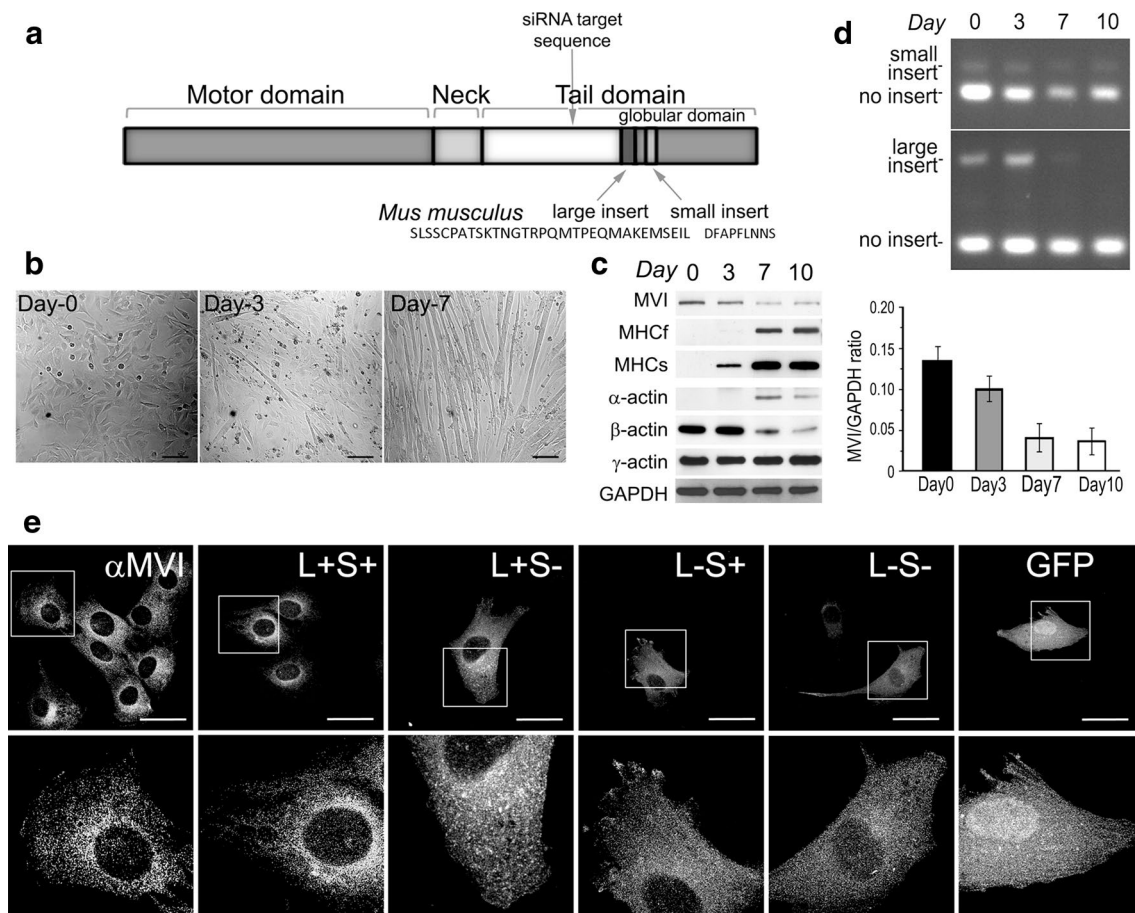 a
siRNA target
sequence
Motor domain
Neck
Tail domain
globular domain
Mus musculus
large insert
small insert
SLSSCPATSKTNGTRPQMTPEQMAKEMSEIL DFAPFLNNS
b
Day-0
Day-3
Day-7
c
Day 0 3 7 10
MVI
MHCf
MHCs
α-actin
β-actin
γ-actin
GAPDH
d
Day 0 3 7 10
small
insert-
no insert-
large
insert-
no insert-
MVI/GAPDH ratio
0.20
0.15
0.10
0.05
0
Day0 Day3 Day7 Day10
e
αMVI
L+S+
L+S-
L-S+
L-S-
GFP